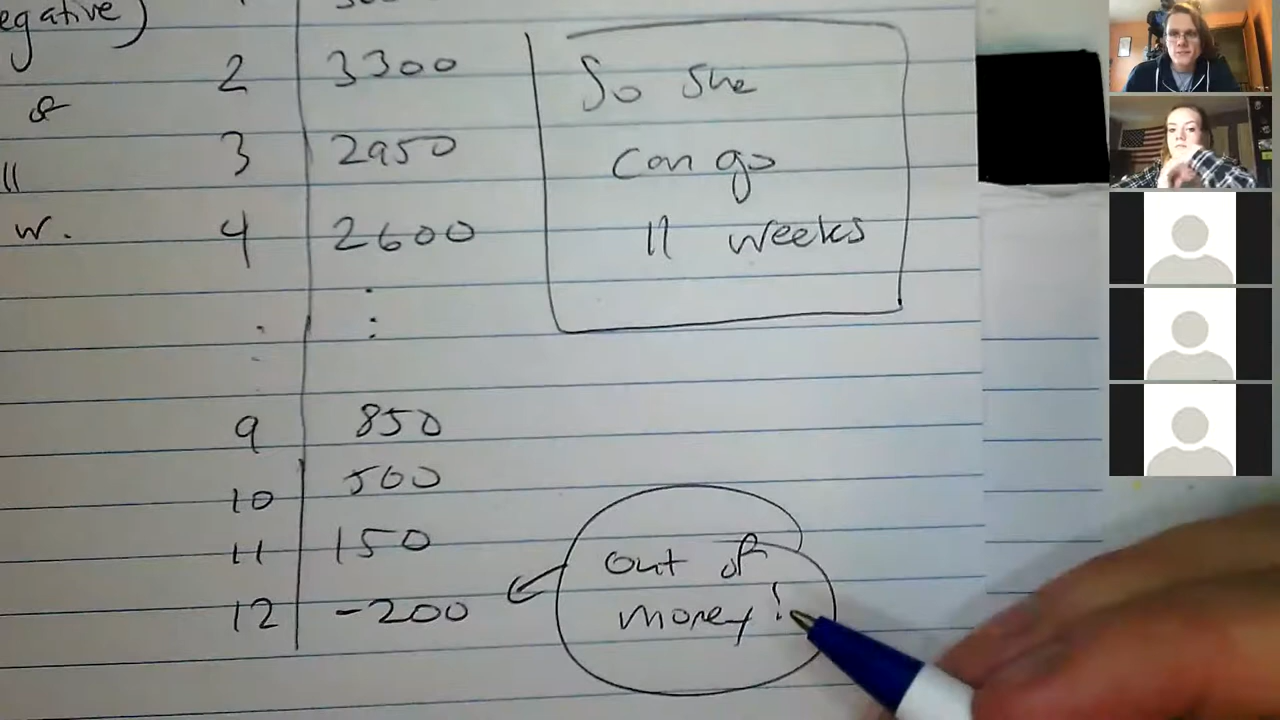 egative)
2 3300
3 2950
4 2600
9 850
10 500
11 150
12 -200
&
11
w.
So she
can go
11 weeks
out of
money!